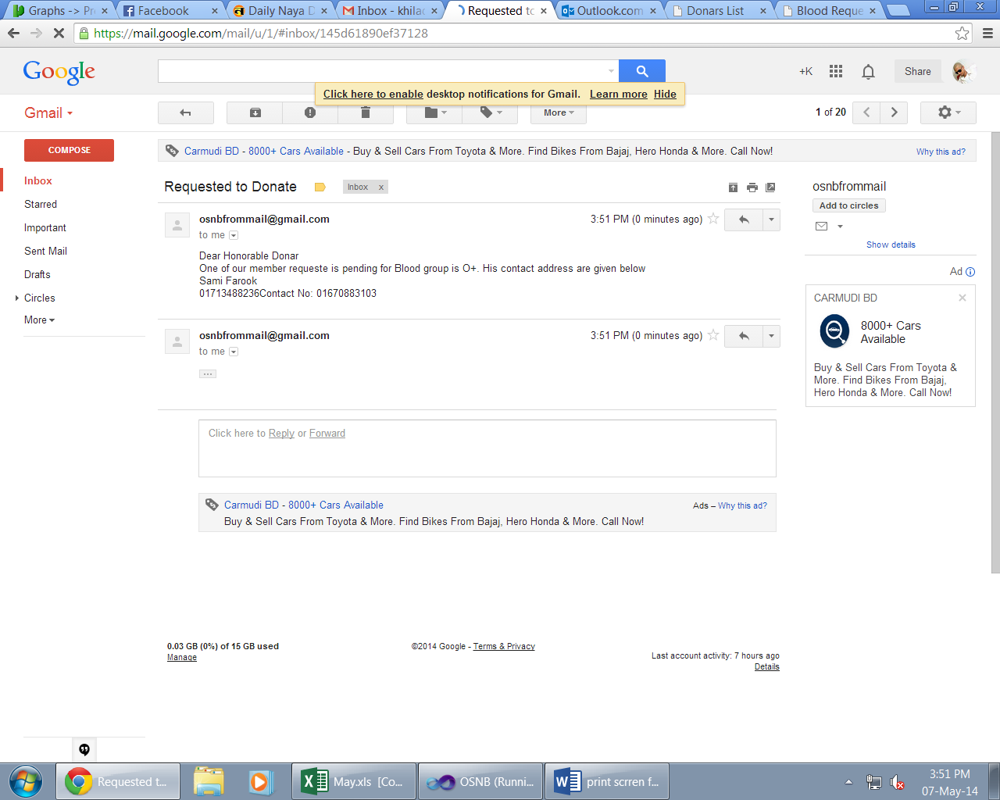 Graphs -> Pr
Facebook
Daily Naya D
Inbox - khilad
Requested to
Outlook.com
Donars List
Blood Reque
https://mail.google.com/mail/u/1/#inbox/145d61890ef37128
Google
+K
Share
Click here to enable desktop notifications for Gmail. Learn more Hide
Gmail
More
1 of 20
COMPOSE
Carmudi BD - 8000+ Cars Available - Buy & Sell Cars From Toyota & More. Find Bikes From Bajaj, Hero Honda & More. Call Now!
Why this ad?
Inbox
Starred
Important
Sent Mail
Drafts
Circles
More
Requested to Donate
Inbox x
osnbfrommail@gmail.com
3:51 PM (0 minutes ago)
to me
Dear Honorable Donar
One of our member requeste is pending for Blood group is O+. His contact address are given below
Sami Farook
01713488236Contact No: 01670883103
osnbfrommail@gmail.com
3:51 PM (0 minutes ago)
to me
Click here to Reply or Forward
Carmudi BD - 8000+ Cars Available
Ads – Why this ad?
Buy & Sell Cars From Toyota & More. Find Bikes From Bajaj, Hero Honda & More. Call Now!
osnbfrommail
Add to circles
Show details
Ad
CARMUDI BD
8000+ Cars
Available
Buy & Sell Cars From Toyota &
More. Find Bikes From Bajaj,
Hero Honda & More. Call Now!
0.03 GB (0%) of 15 GB used
Manage
©2014 Google - Terms & Privacy
Last account activity: 7 hours ago
Details
Requested t...
May.xls [Co...
OSNB (Runni...
print scrren f...
3:51 PM
07-May-14